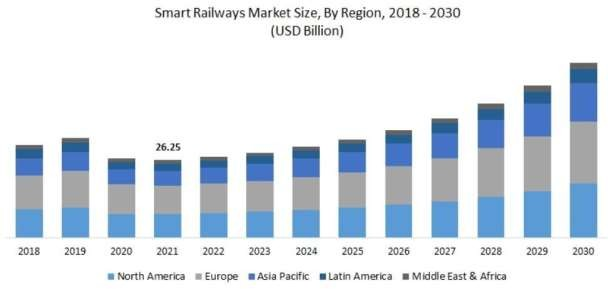 Smart Railways Market Size, By Region, 2018 - 2030
(USD Billion)
26.25
2018 2019 2020 2021 2022 2023 2024 2025 2026 2027 2028 2029 2030
North America Europe Asia Pacific Latin America Middle East & Africa